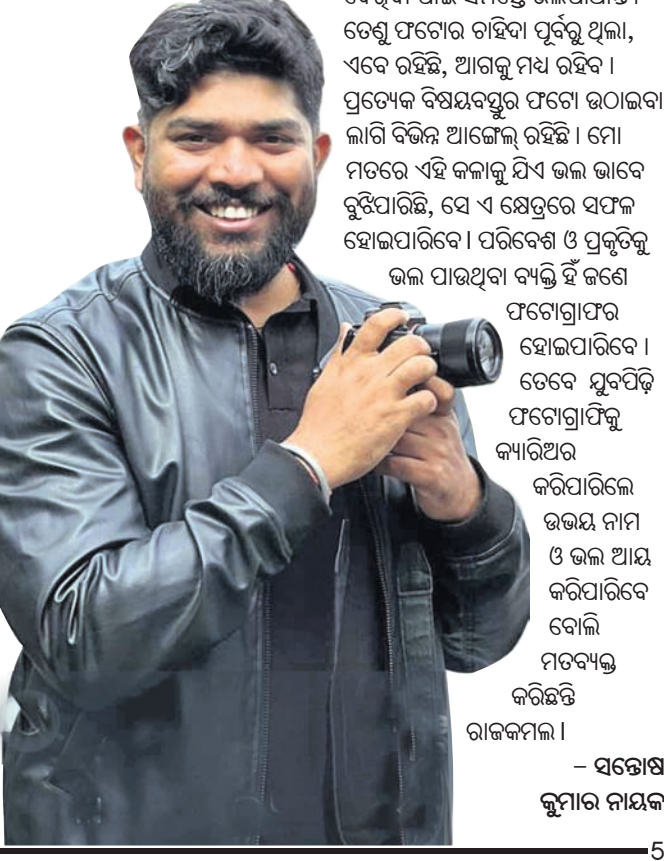 ତେଣୁ ଫଟୋର ଚାହିଦା ପୂର୍ବରୁ ଥିଲା,
ଏବେ ରହିଛି, ଆଗକୁ ମଧ୍ୟ ରହିବ ।
ପ୍ରତ୍ୟେକ ବିଷୟବସ୍ତୁର ଫଟୋ ଉଠାଇବା
ଲାଗି ବିଭିନ୍ନ ଆଙ୍ଗେଲ୍ ରହିଛି । ମୋ
ମତରେ ଏହି କଳାକୁ ଯିଏ ଭଲ ଭାବେ
ବୁଝିପାରିଛି, ସେ ଏ କ୍ଷେତ୍ରରେ ସଫଳ
ହୋଇପାରିବେ। ପରିବେଶ ଓ ପ୍ରକୃତିକୁ
ଭଲ ପାଉଥିବା ବ୍ୟକ୍ତି ହିଁ ଜଣେ
ଫଟୋଗ୍ରାଫର
ହୋଇପାରିବେ ।
ତେବେ ଯୁବପିଢ଼ି
ଫଟୋଗ୍ରାଫିକୁ
କ୍ୟାରିଅର
କରିପାରିଲେ
ଉଭୟ ନାମ
ଓ ଭଲ ଆୟ
କରିପାରିବେ
ବୋଲି
ମତବ୍ୟକ୍ତ
କରିଛନ୍ତି
ରାଜକମଲ।
– ସନ୍ତୋଷ
କୁମାର ନାୟକ
5